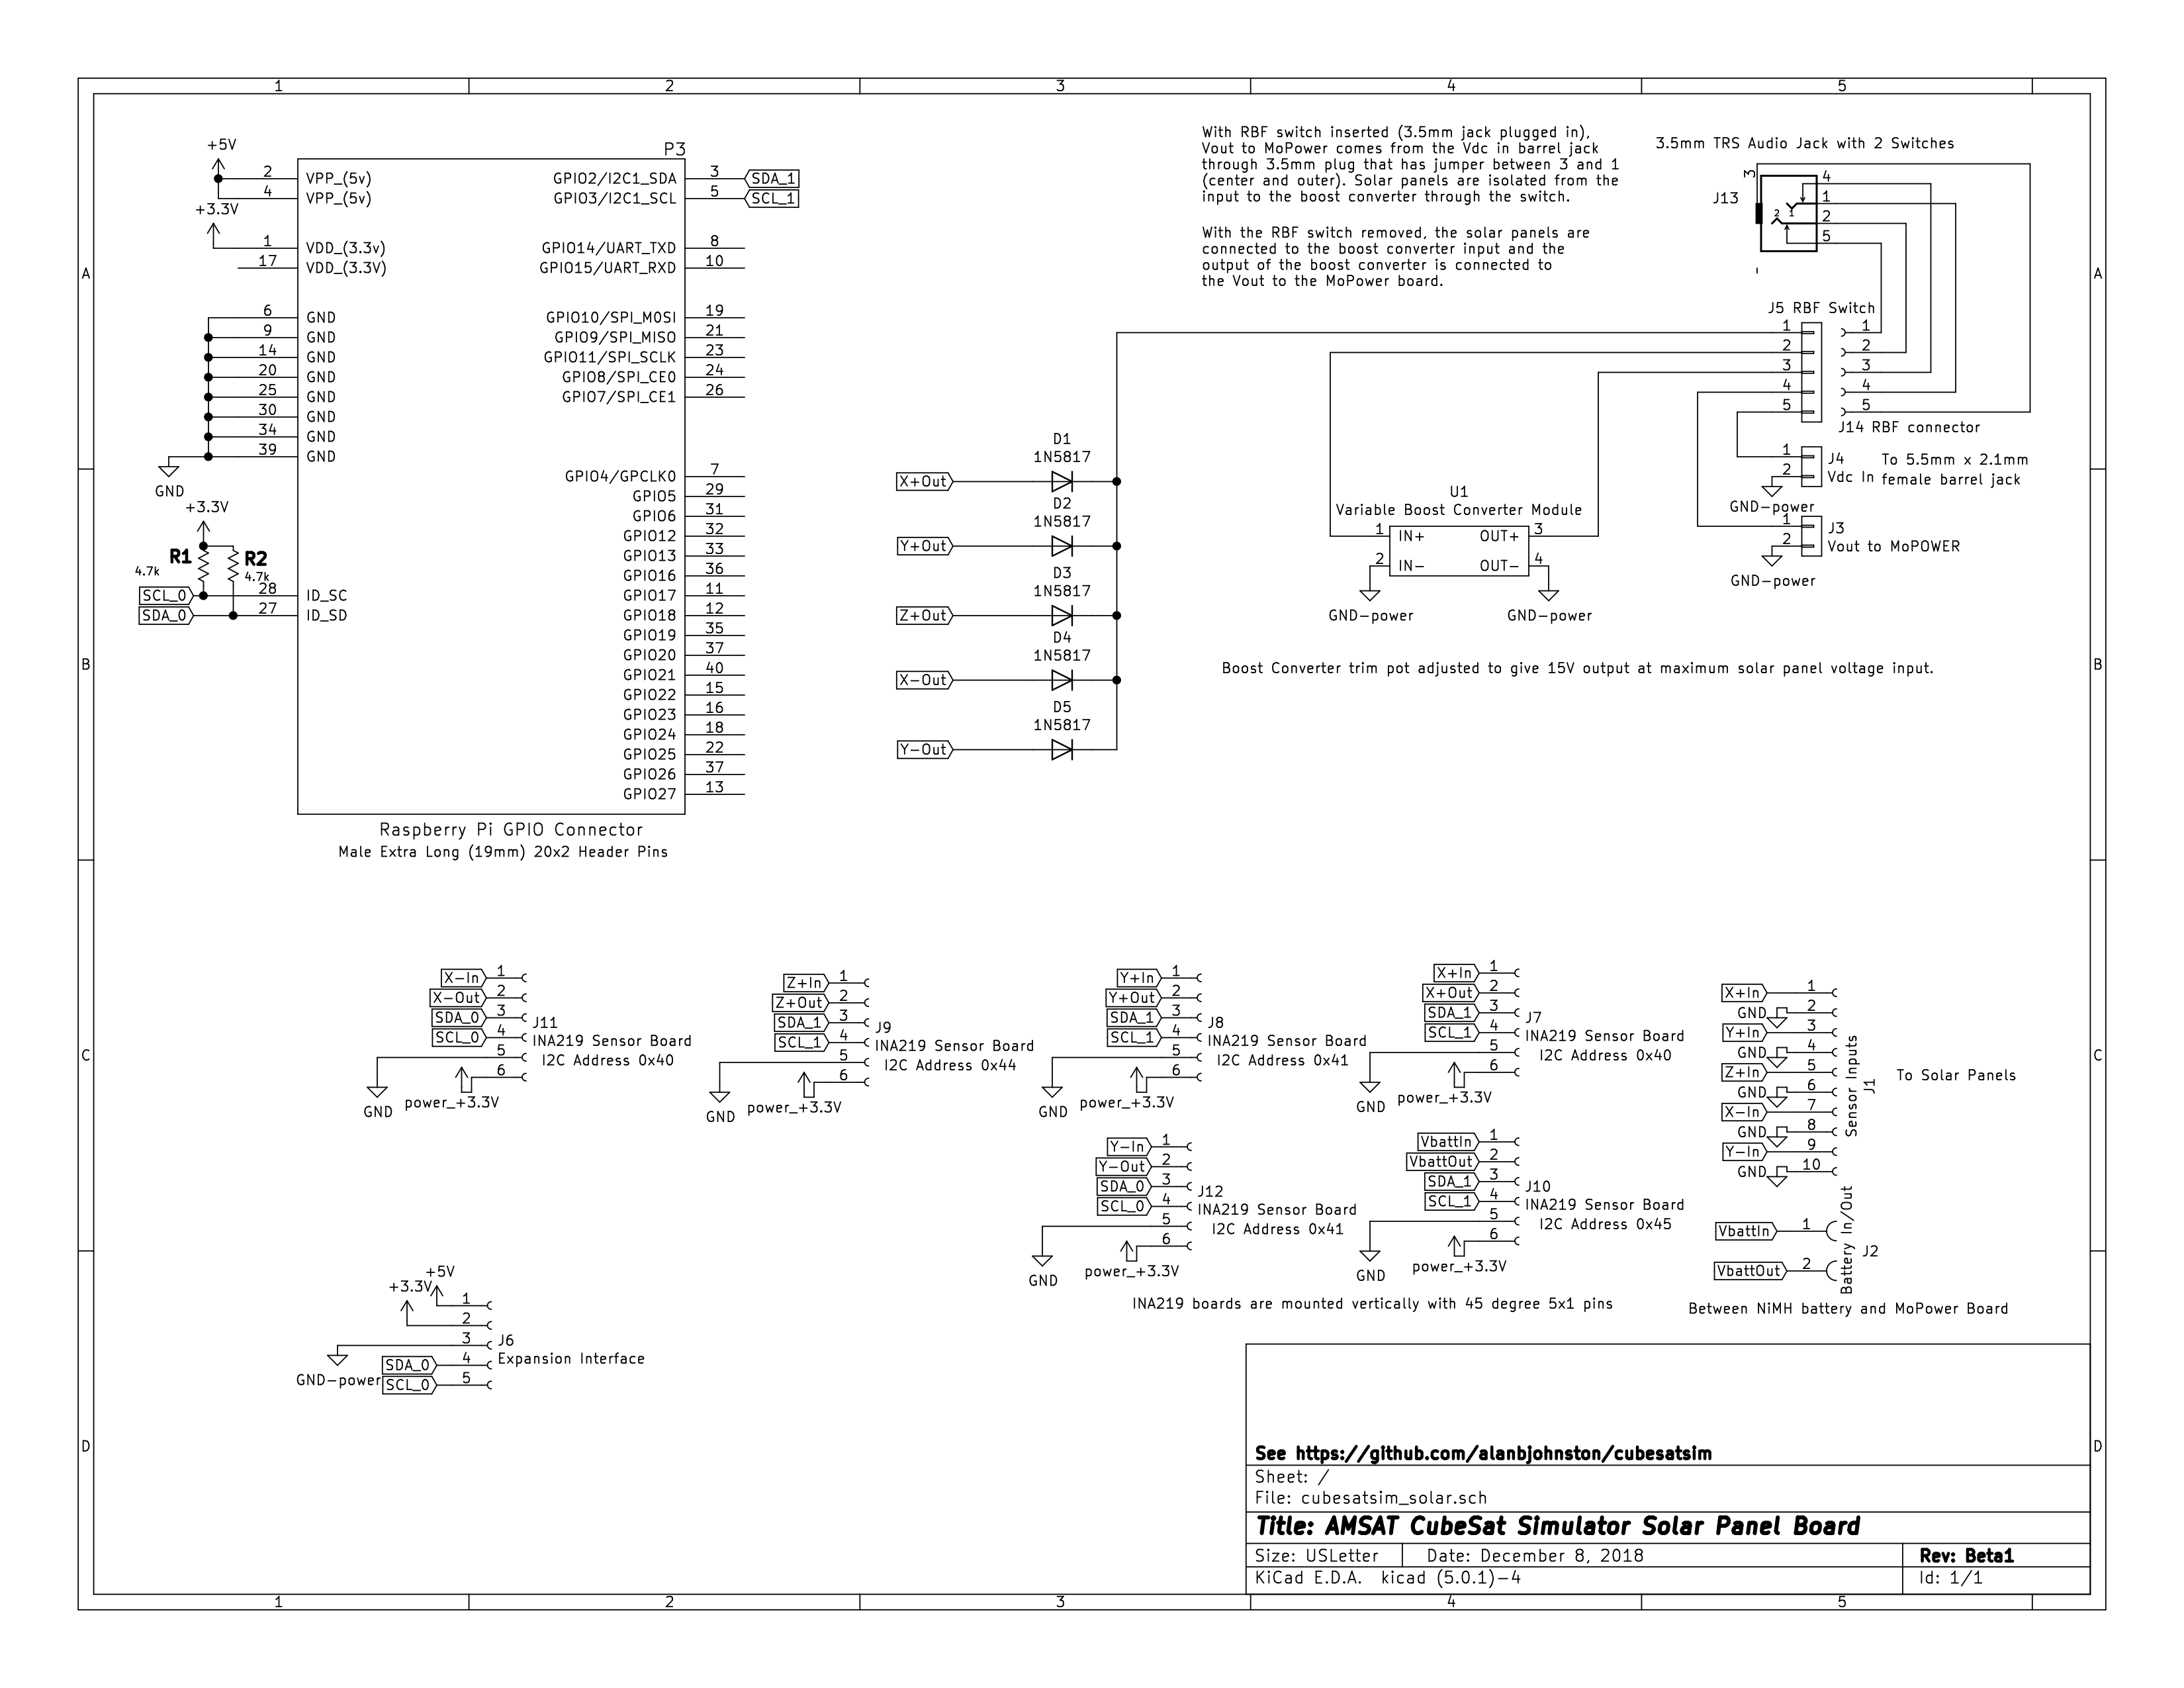 1 2 3 4 5
A
B
C
D
+5V
+3.3V
P3
2 VPP_(5v)
4 VPP_(5v)
1 VDD_(3.3v)
17 VDD_(3.3V)
6 GND
9 GND
14 GND
20 GND
25 GND
30 GND
34 GND
39 GND
GND
+3.3V
R1
4.7k
R2
4.7k
SCL_0 28 ID_SC
SDA_0 27 ID_SD
GPIO2/I2C1_SDA 3 SDA_1
GPIO3/I2C1_SCL 5 SCL_1
GPIO14/UART_TXD 8
GPIO15/UART_RXD 10
GPIO10/SPI_M0SI 19
GPIO9/SPI_MISO 21
GPIO11/SPI_SCLK 23
GPIO8/SPI_CE0 24
GPIO7/SPI_CE1 26
GPIO4/GPCLK0 7
GPIO5 29
GPIO6 31
GPIO12 32
GPIO13 33
GPIO16 36
GPIO17 11
GPIO18 12
GPIO19 35
GPIO20 37
GPIO21 40
GPIO22 15
GPIO23 16
GPIO24 18
GPIO25 22
GPIO26 37
GPIO27 13
Raspberry Pi GPIO Connector
Male Extra Long (19mm) 20x2 Header Pins
D1
1N5817
X+Out
D2
1N5817
Y+Out
D3
1N5817
Z+Out
D4
1N5817
X-Out
D5
1N5817
Y-Out
With RBF switch inserted (3.5mm jack plugged in),
Vout to MoPower comes from the Vdc in barrel jack
through 3.5mm plug that has jumper between 3 and 1
(center and outer). Solar panels are isolated from the
input to the boost converter through the switch.
With the RBF switch removed, the solar panels are
connected to the boost converter input and the
output of the boost converter is connected to
the Vout to the MoPower board.
3.5mm TRS Audio Jack with 2 Switches
J13
3
4
1
2
5
2 1
J5 RBF Switch
1 1
2 2
3 3
4 4
5 5
J14 RBF connector
1 J4 To 5.5mm x 2.1mm
2 Vdc In female barrel jack
GND-power
1 J3
2 Vout to MoPOWER
GND-power
U1
Variable Boost Converter Module
1 IN+ OUT+ 3
2 IN- OUT- 4
GND-power GND-power
Boost Converter trim pot adjusted to give 15V output at maximum solar panel voltage input.
X-In 1
X-Out 2
SDA_0 3
SCL_0 4
5
6
J11
INA219 Sensor Board
I2C Address 0x40
GND
power_+3.3V
Z+In 1
Z+Out 2
SDA_1 3
SCL_1 4
5
6
J9
INA219 Sensor Board
I2C Address 0x44
GND
power_+3.3V
Y+In 1
Y+Out 2
SDA_1 3
SCL_1 4
5
6
J8
INA219 Sensor Board
I2C Address 0x41
GND
power_+3.3V
X+In 1
X+Out 2
SDA_1 3
SCL_1 4
5
6
J7
INA219 Sensor Board
I2C Address 0x40
GND
power_+3.3V
X+In 1
GND 2
Y+In 3
GND 4
Z+In 5
GND 6
X-In 7
GND 8
Y-In 9
GND 10
Sensor Inputs
J1
To Solar Panels
Y-In 1
Y-Out 2
SDA_0 3
SCL_0 4
5
6
J12
INA219 Sensor Board
I2C Address 0x41
GND
power_+3.3V
VbattIn 1
VbattOut 2
SDA_1 3
SCL_1 4
5
6
J10
INA219 Sensor Board
I2C Address 0x45
GND
power_+3.3V
VbattIn 1
VbattOut 2
Battery In/Out
J2
INA219 boards are mounted vertically with 45 degree 5x1 pins
Between NiMH battery and MoPower Board
+5V
+3.3V
1
2
3
SDA_0 4
SCL_0 5
J6
Expansion Interface
GND-power
See https://github.com/alanbjohnston/cubesatsim
Sheet: /
File: cubesatsim_solar.sch
Title: AMSAT CubeSat Simulator Solar Panel Board
Size: USLetter Date: December 8, 2018 Rev: Beta1
KiCad E.D.A. kicad (5.0.1)-4 Id: 1/1
A
B
C
D
1 2 3 4 5